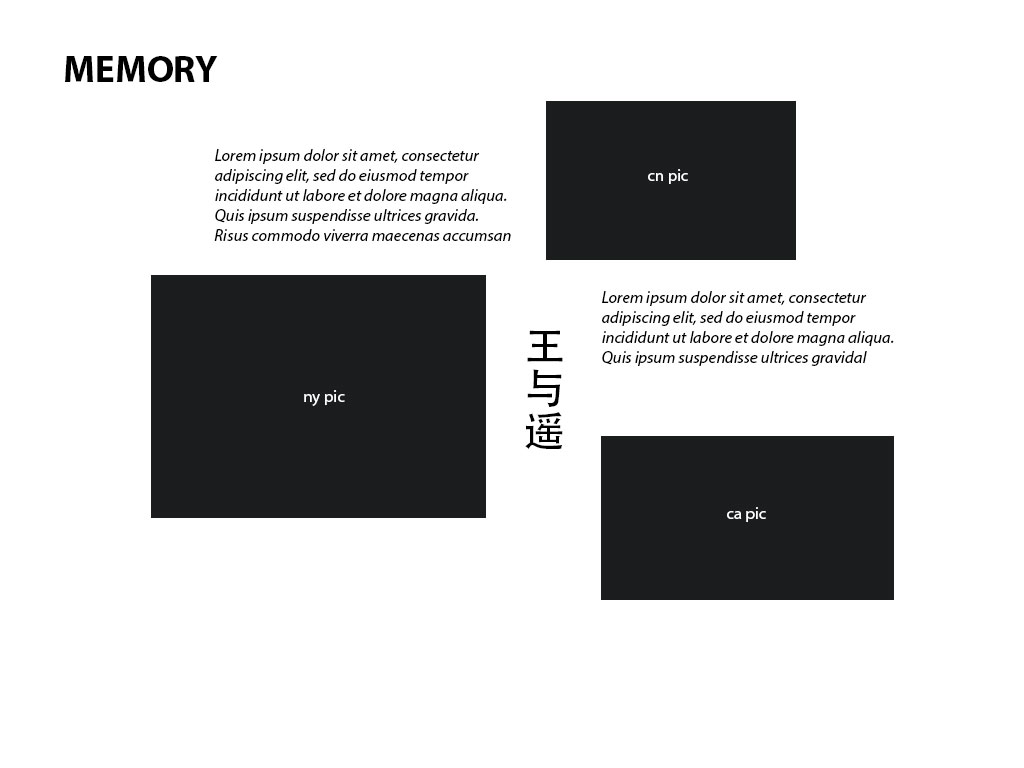 MEMORY
Lorem ipsum dolor sit amet, consectetur
adipiscing elit, sed do eiusmod tempor
incididunt ut labore et dolore magna aliqua.
Quis ipsum suspendisse ultrices gravida.
Risus commodo viverra maecenas accumsan
cn pic
Lorem ipsum dolor sit amet, consectetur
adipiscing elit, sed do eiusmod tempor
incididunt ut labore et dolore magna aliqua.
Quis ipsum suspendisse ultrices gravidal
ny pic
王与遥
ca pic